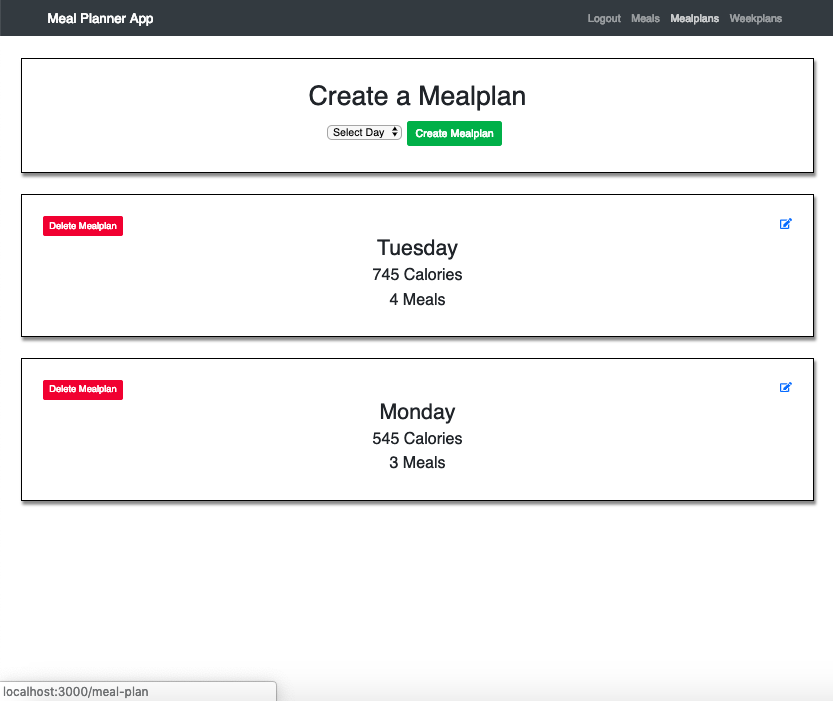 Meal Planner App
Logout Meals Mealplans Weekplans
Create a Mealplan
Select Day Create Mealplan
Delete Mealplan
Tuesday
745 Calories
4 Meals
Delete Mealplan
Monday
545 Calories
3 Meals
localhost:3000/meal-plan